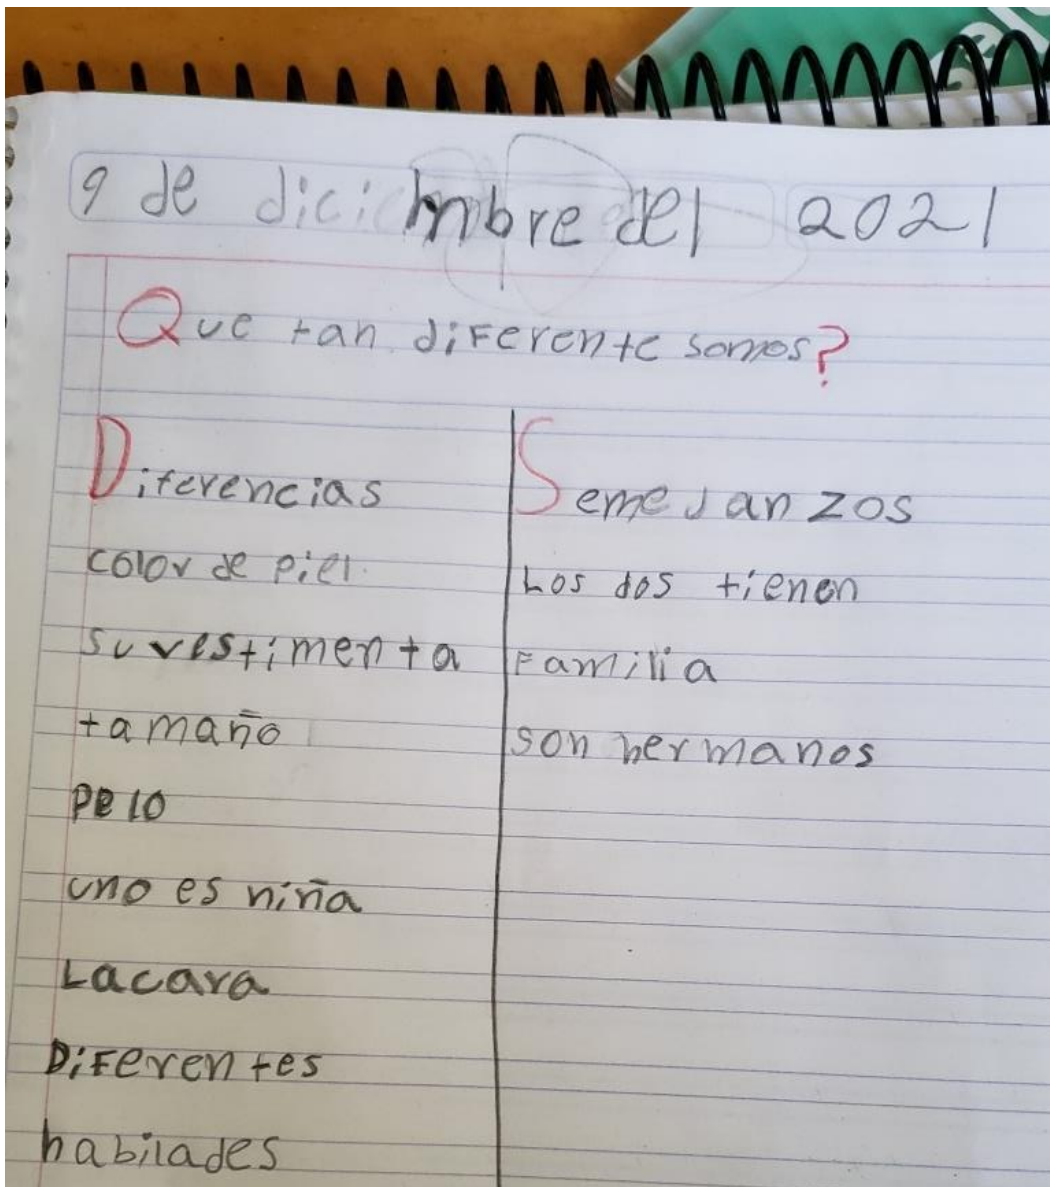 9 de diciembre del 2021
Que tan diferente somos?
Diferencias
color de piel
su vestimenta
tamaño
pelo
uno es niña
La cara
Diferentes
habilades
Semejanzos
Los dos tienen
Familia
son hermanos